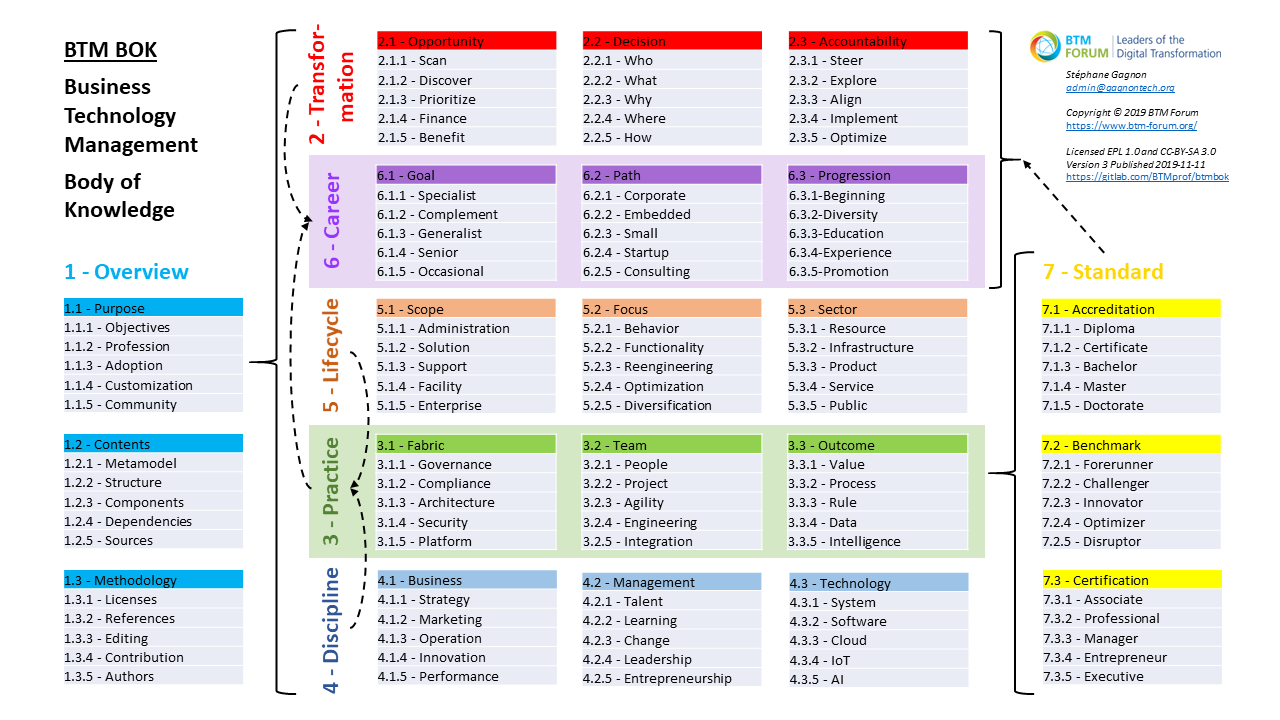 BTM BOK
Business
Technology
Management
Body of
Knowledge
1 - Overview
1.1 - Purpose
1.1.1 - Objectives
1.1.2 - Profession
1.1.3 - Adoption
1.1.4 - Customization
1.1.5 - Community
1.2 - Contents
1.2.1 - Metamodel
1.2.2 - Structure
1.2.3 - Components
1.2.4 - Dependencies
1.2.5 - Sources
1.3 - Methodology
1.3.1 - Licenses
1.3.2 - References
1.3.3 - Editing
1.3.4 - Contribution
1.3.5 - Authors
2 - Transfor-
mation
2.1 - Opportunity
2.1.1 - Scan
2.1.2 - Discover
2.1.3 - Prioritize
2.1.4 - Finance
2.1.5 - Benefit
2.2 - Decision
2.2.1 - Who
2.2.2 - What
2.2.3 - Why
2.2.4 - Where
2.2.5 - How
2.3 - Accountability
2.3.1 - Steer
2.3.2 - Explore
2.3.3 - Align
2.3.4 - Implement
2.3.5 - Optimize
6 - Career
6.1 - Goal
6.1.1 - Specialist
6.1.2 - Complement
6.1.3 - Generalist
6.1.4 - Senior
6.1.5 - Occasional
6.2 - Path
6.2.1 - Corporate
6.2.2 - Embedded
6.2.3 - Small
6.2.4 - Startup
6.2.5 - Consulting
6.3 - Progression
6.3.1-Beginning
6.3.2-Diversity
6.3.3-Education
6.3.4-Experience
6.3.5-Promotion
5 - Lifecycle
5.1 - Scope
5.1.1 - Administration
5.1.2 - Solution
5.1.3 - Support
5.1.4 - Facility
5.1.5 - Enterprise
5.2 - Focus
5.2.1 - Behavior
5.2.2 - Functionality
5.2.3 - Reengineering
5.2.4 - Optimization
5.2.5 - Diversification
5.3 - Sector
5.3.1 - Resource
5.3.2 - Infrastructure
5.3.3 - Product
5.3.4 - Service
5.3.5 - Public
3 - Practice
3.1 - Fabric
3.1.1 - Governance
3.1.2 - Compliance
3.1.3 - Architecture
3.1.4 - Security
3.1.5 - Platform
3.2 - Team
3.2.1 - People
3.2.2 - Project
3.2.3 - Agility
3.2.4 - Engineering
3.2.5 - Integration
3.3 - Outcome
3.3.1 - Value
3.3.2 - Process
3.3.3 - Rule
3.3.4 - Data
3.3.5 - Intelligence
4 - Discipline
4.1 - Business
4.1.1 - Strategy
4.1.2 - Marketing
4.1.3 - Operation
4.1.4 - Innovation
4.1.5 - Performance
4.2 - Management
4.2.1 - Talent
4.2.2 - Learning
4.2.3 - Change
4.2.4 - Leadership
4.2.5 - Entrepreneurship
4.3 - Technology
4.3.1 - System
4.3.2 - Software
4.3.3 - Cloud
4.3.4 - IoT
4.3.5 - AI
BTM
FORUM
Leaders of the
Digital Transformation
Stéphane Gagnon
admin@gagnontech.org
Copyright © 2019 BTM Forum
https://www.btm-forum.org/
Licensed EPL 1.0 and CC-BY-SA 3.0
Version 3 Published 2019-11-11
https://gitlab.com/BTMprof/btmbok
7 - Standard
7.1 - Accreditation
7.1.1 - Diploma
7.1.2 - Certificate
7.1.3 - Bachelor
7.1.4 - Master
7.1.5 - Doctorate
7.2 - Benchmark
7.2.1 - Forerunner
7.2.2 - Challenger
7.2.3 - Innovator
7.2.4 - Optimizer
7.2.5 - Disruptor
7.3 - Certification
7.3.1 - Associate
7.3.2 - Professional
7.3.3 - Manager
7.3.4 - Entrepreneur
7.3.5 - Executive